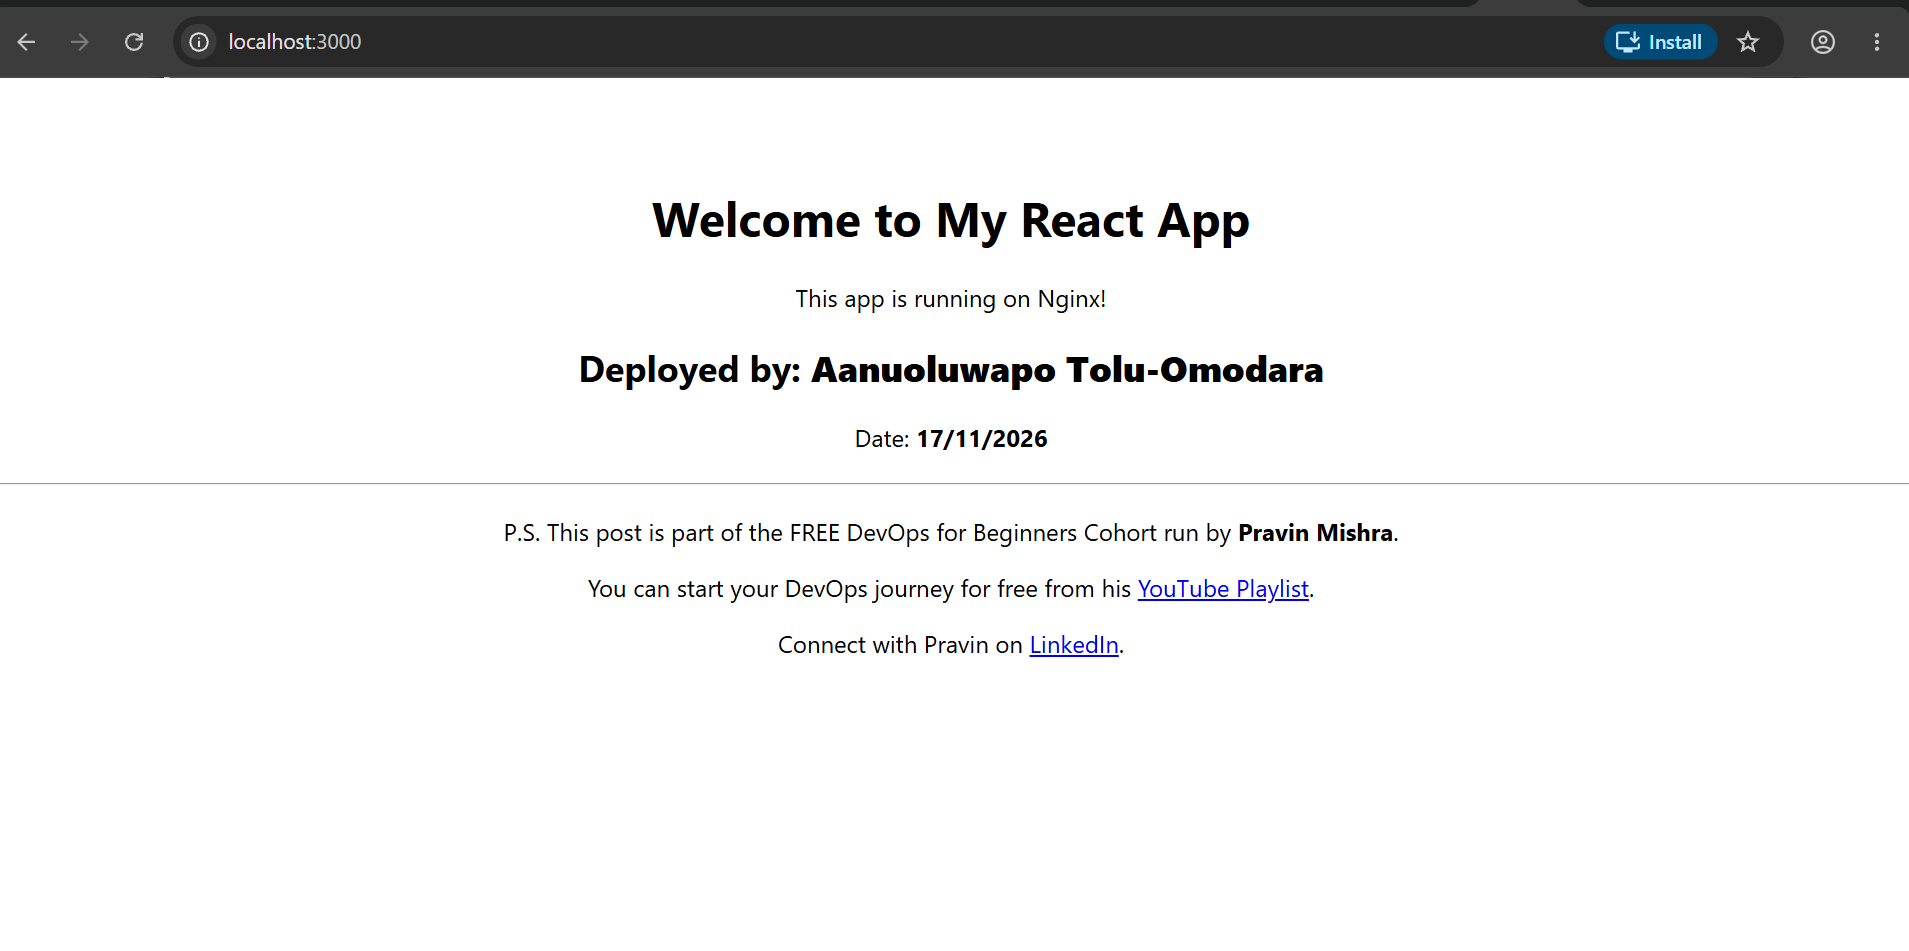 localhost:3000
Install
Welcome to My React App
This app is running on Nginx!
Deployed by: Aanuoluwapo Tolu-Omodara
Date: 17/11/2026
P.S. This post is part of the FREE DevOps for Beginners Cohort run by Pravin Mishra.
You can start your DevOps journey for free from his YouTube Playlist.
Connect with Pravin on LinkedIn.